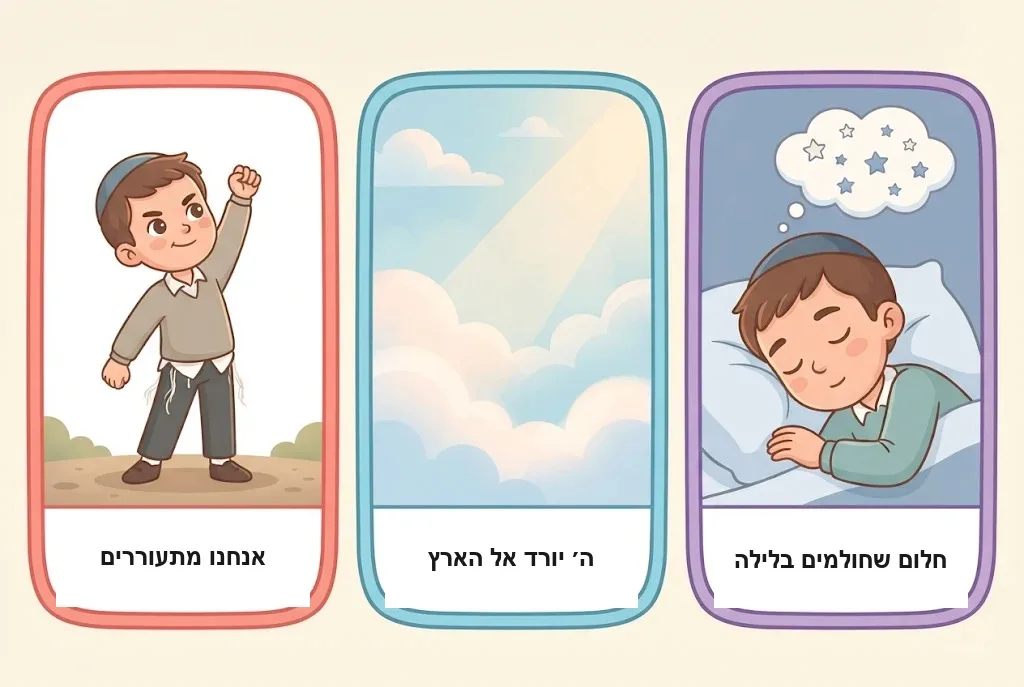 חלום שחולמים בלילה
ה׳ יורד אל הארץ
אנחנו מתעוררים